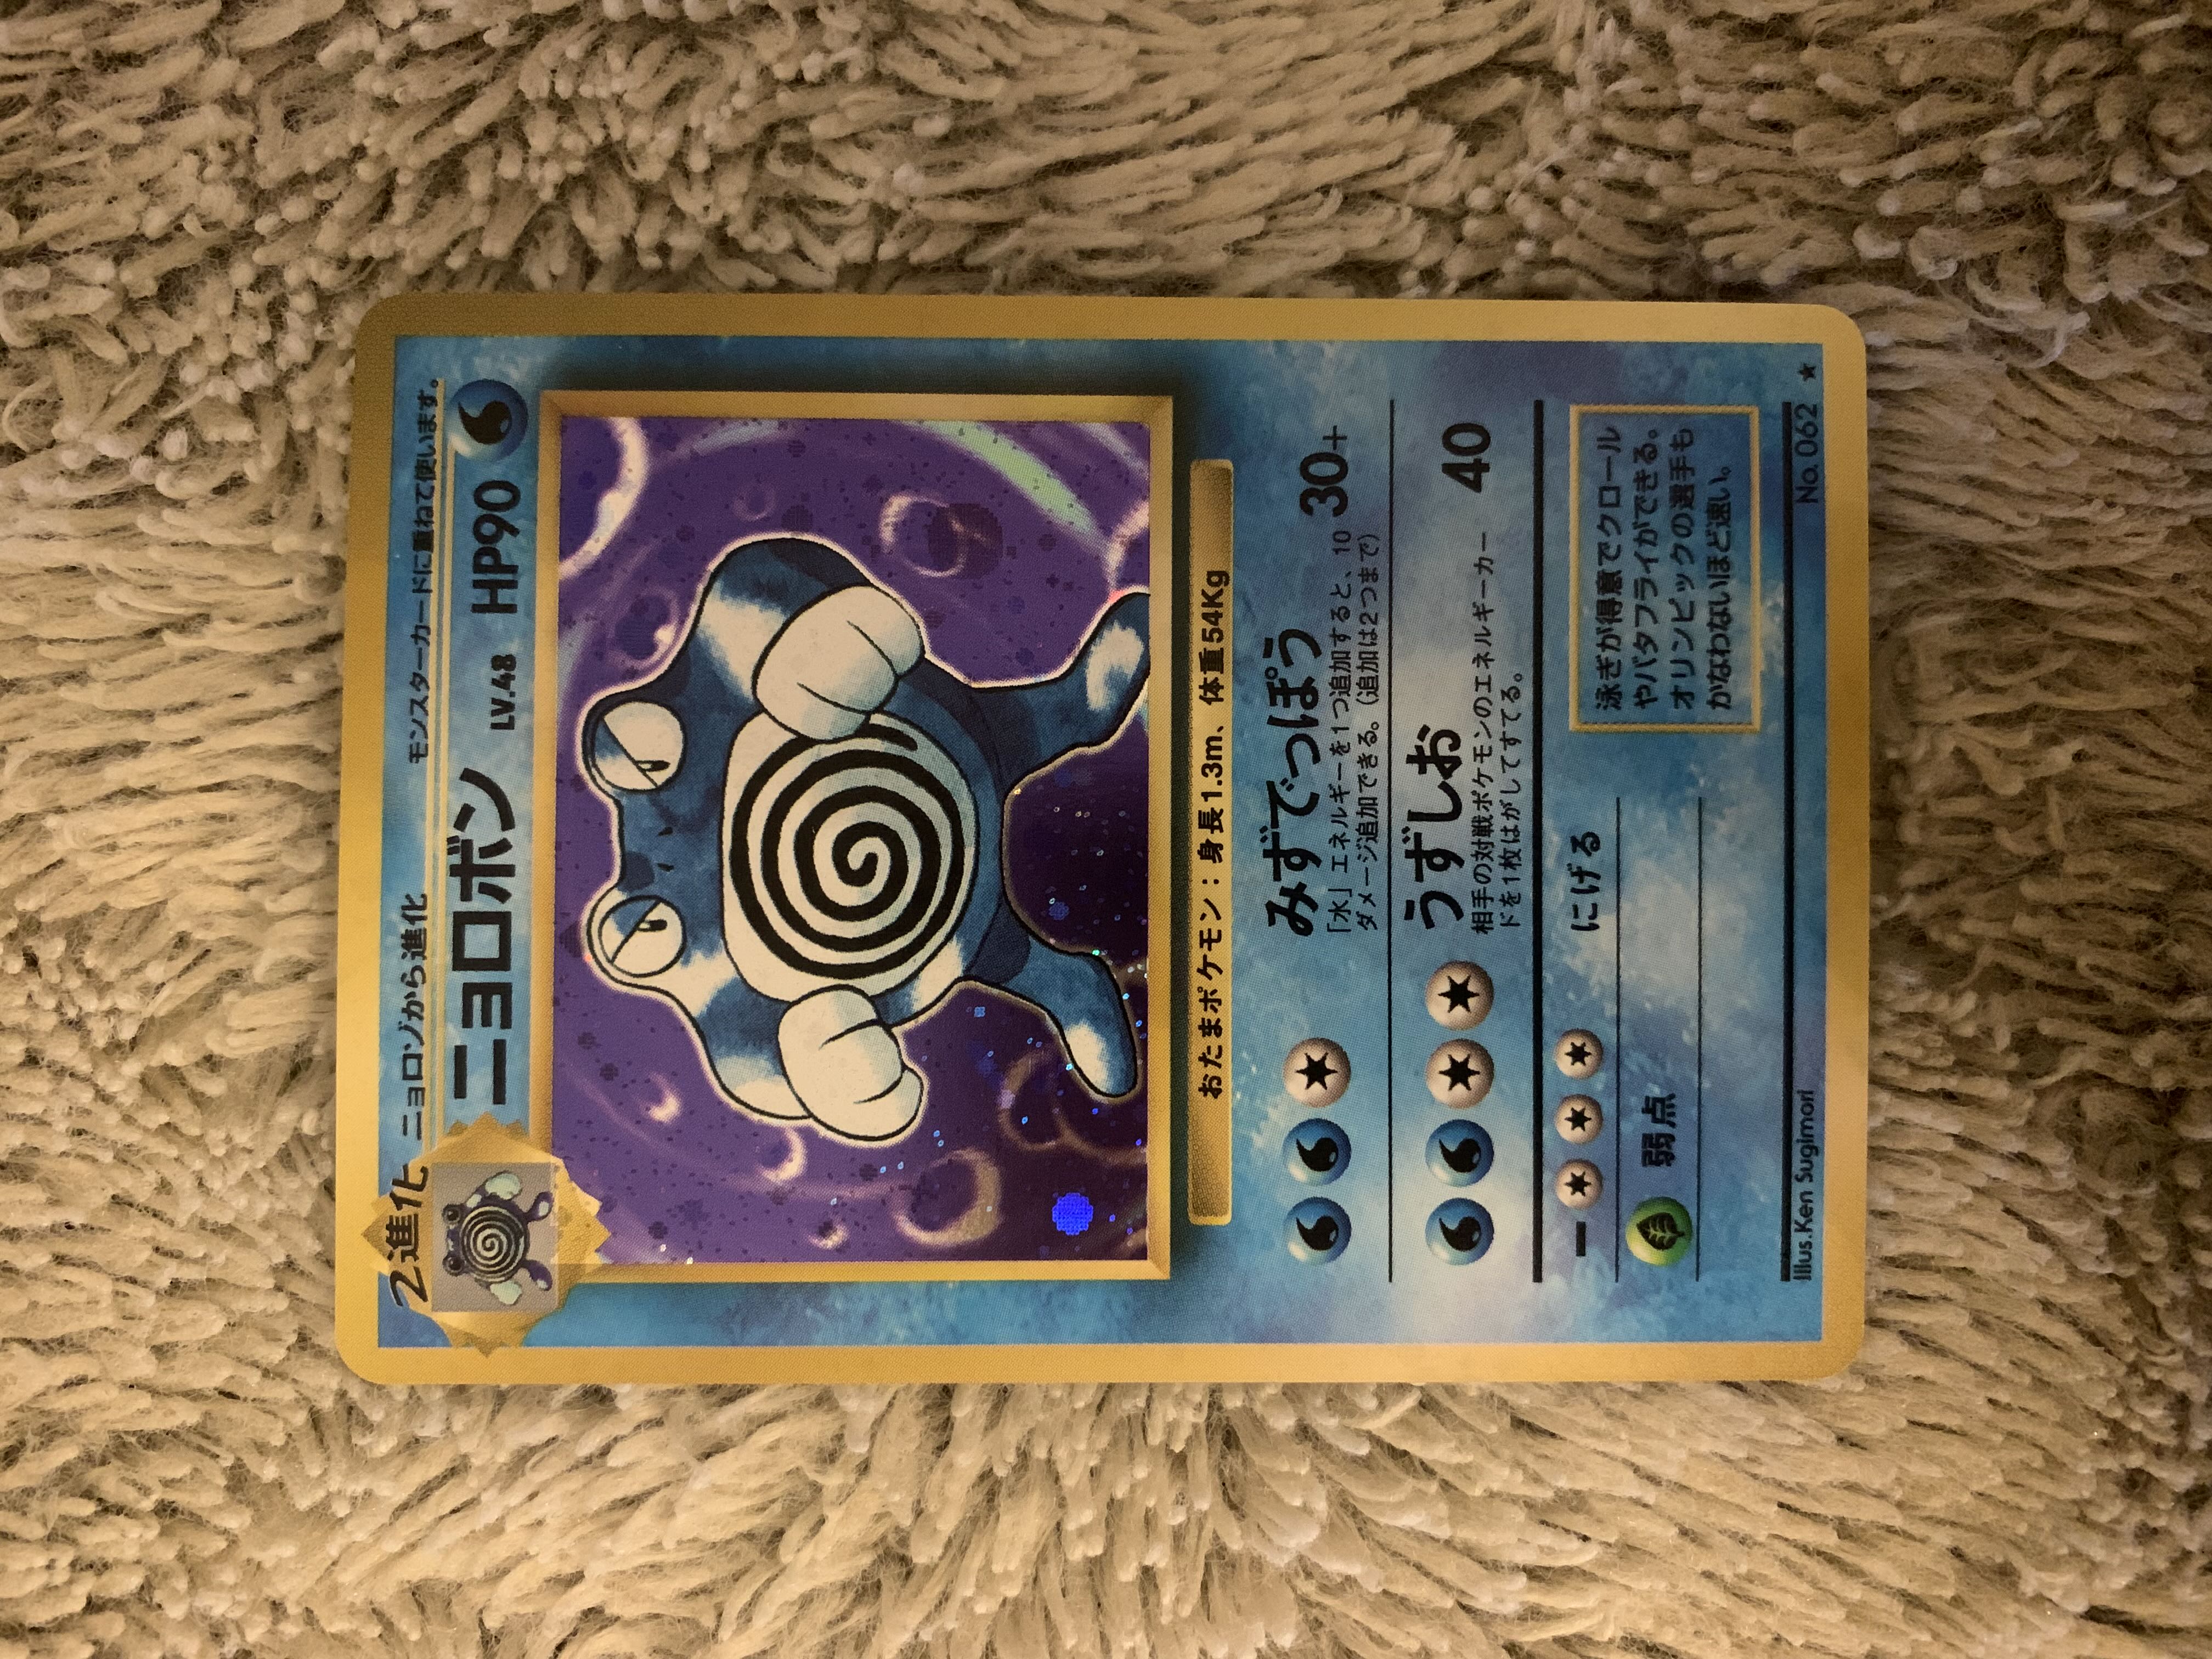 2進化
ニョロゾから進化
モンスターカードに重ねて使います。
ニョロボン LV.48 HP90
おたまポケモン：身長1.3m、体重54Kg
みずでっぽう 30+
「水」エネルギーを1つ追加すると、10
ダメージ追加できる。（追加は2つまで）
うずしお 40
相手の対戦ポケモンのエネルギーカー
ドを1枚はがしてすてる。
にげる
弱点
泳ぎが得意でクロール
やバタフライができる。
オリンピックの選手も
かなわないほど速い。
Illus.Ken Sugimori
No. 062 ★